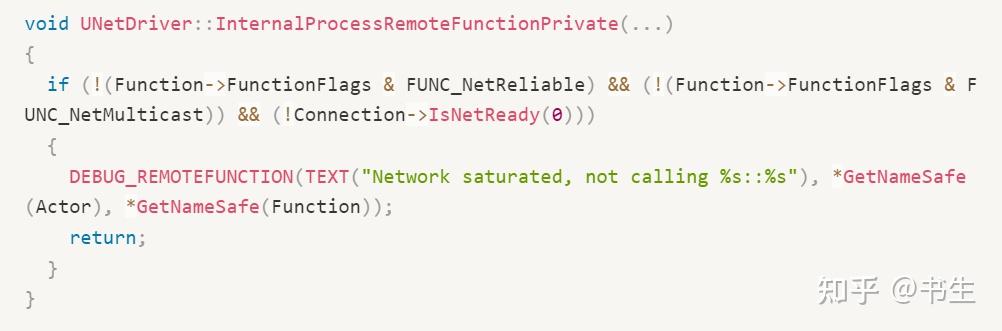 void UNetDriver::InternalProcessRemoteFunctionPrivate(...)
{
  if (!(Function->FunctionFlags & FUNC_NetReliable) && (!(Function->FunctionFlags & F
UNC_NetMulticast)) && (!Connection->IsNetReady(0)))
  {
    DEBUG_REMOTEFUNCTION(TEXT("Network saturated, not calling %s::%s"), *GetNameSafe
(Actor), *GetNameSafe(Function));
    return;
  }
}
知乎 @书生